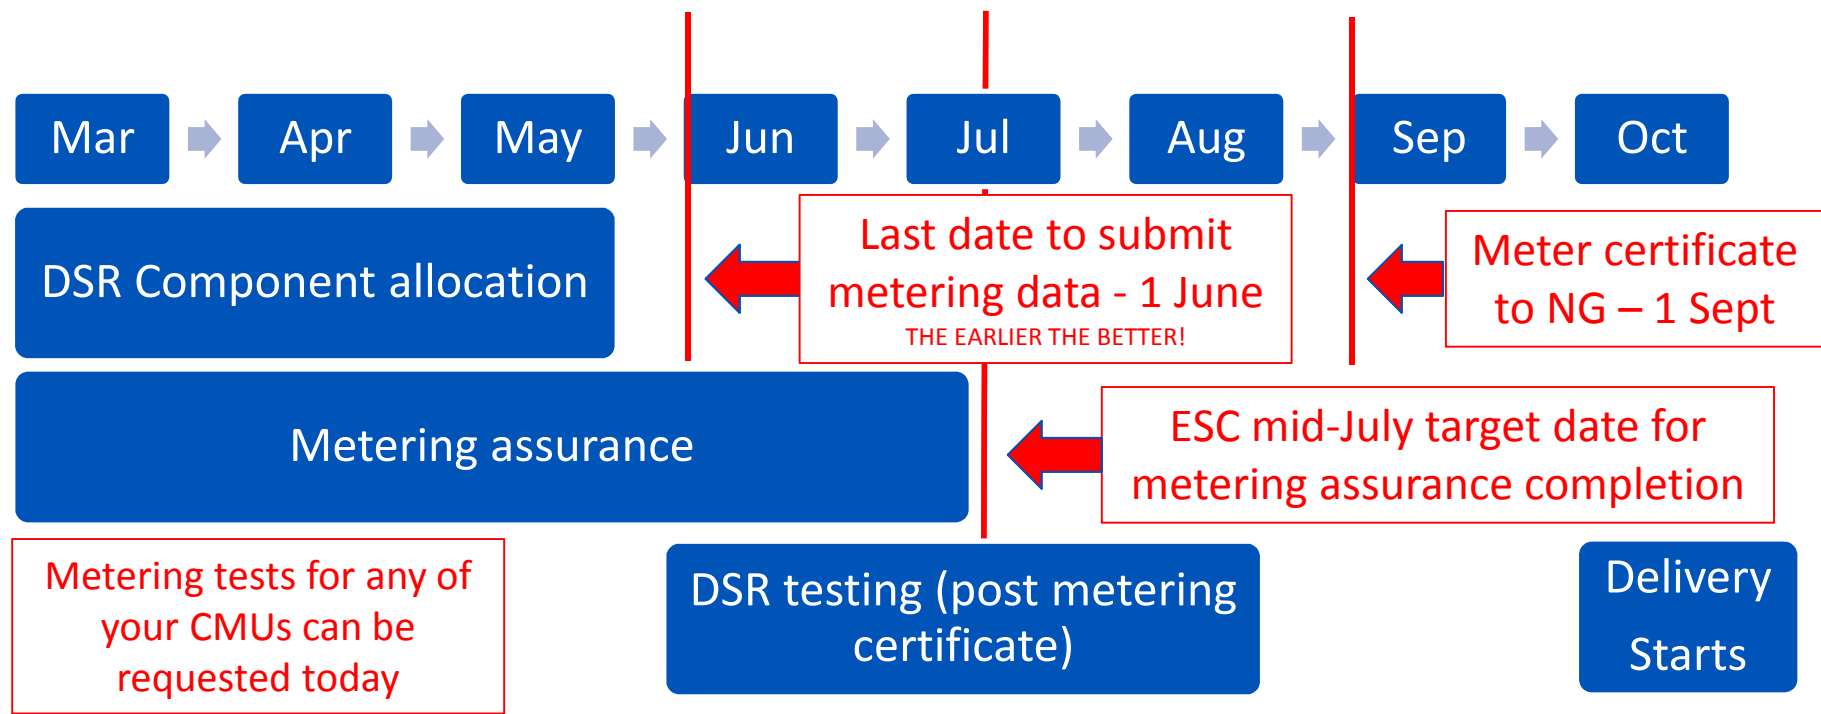 Mar
Apr
May
Jun
Jul
Aug
Sep
Oct
DSR Component allocation
Last date to submit
metering data - 1 June
THE EARLIER THE BETTER!
Meter certificate
to NG – 1 Sept
Metering assurance
ESC mid-July target date for
metering assurance completion
Metering tests for any of
your CMUs can be
requested today
DSR testing (post metering
certificate)
Delivery
Starts